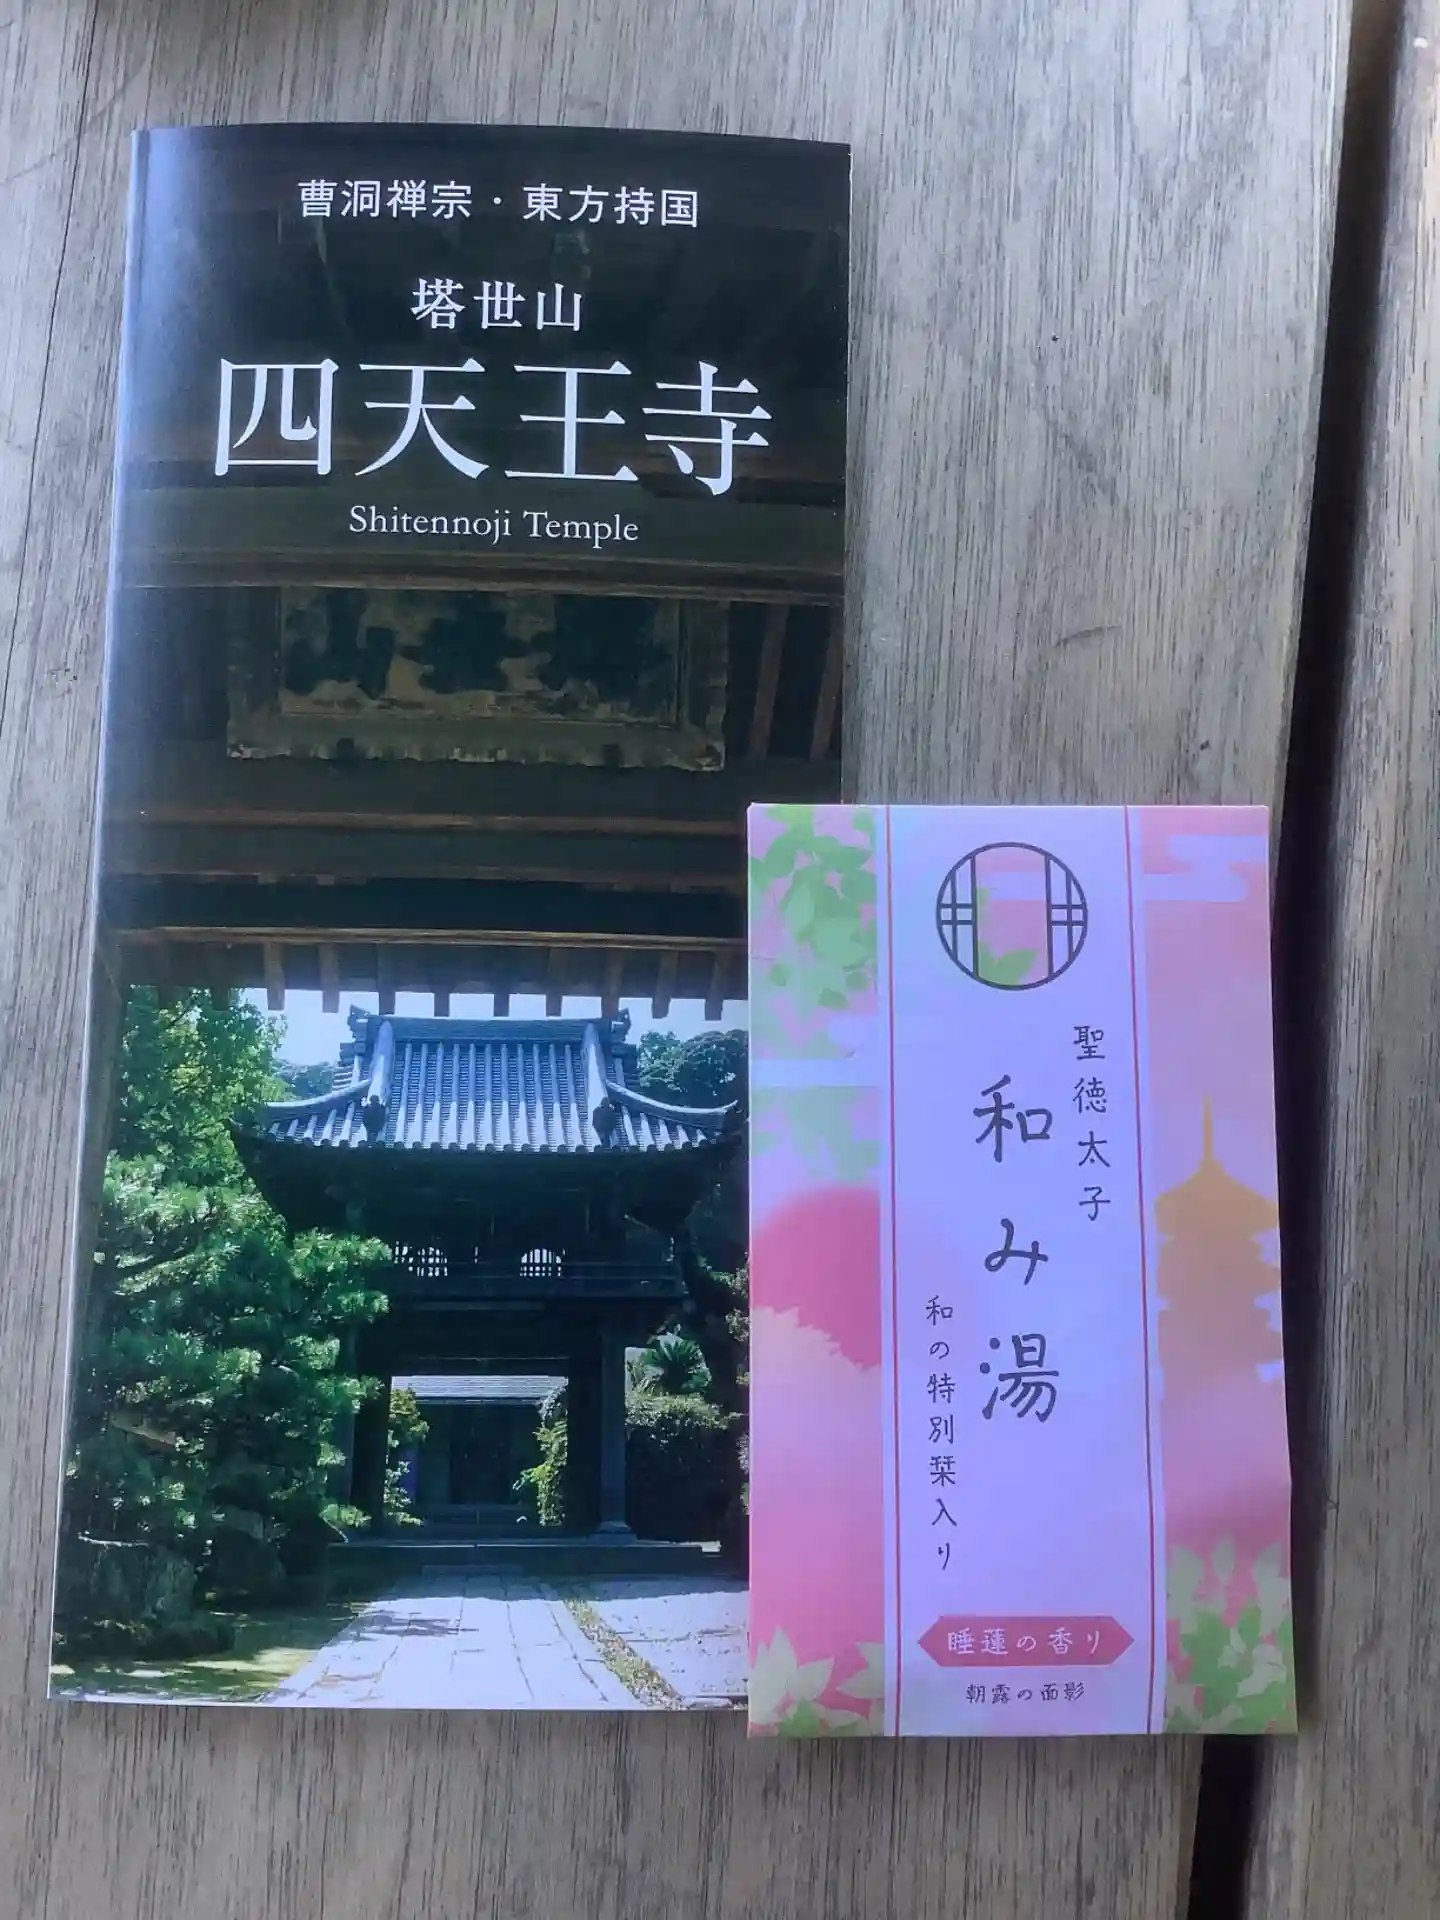 曹洞禅宗・東方持国
塔世山
四天王寺
Shitennoji Temple
聖徳太子
和み湯
和の特別栞入り
睡蓮の香り
朝露の面影